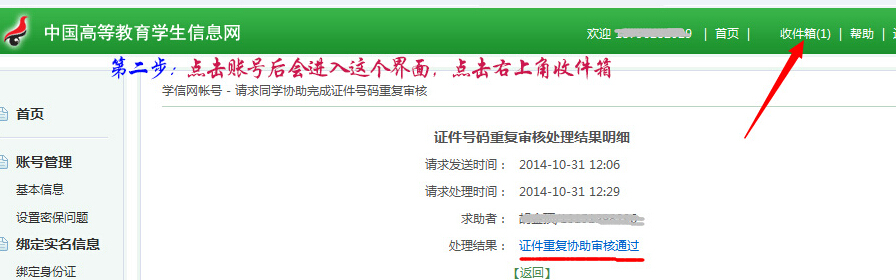 中国高等教育学生信息网
欢迎 | 首页 | 收件箱(1) | 帮助 |
第二步：点击账号后会进入这个界面，点击右上角收件箱
学信网帐号 - 请求同学协助完成证件号码重复审核
首页
证件号码重复审核处理结果明细
账号管理
请求发送时间： 2014-10-31 12:06
基本信息
请求处理时间： 2014-10-31 12:29
设置密保问题
求助者：
绑定实名信息
处理结果： 证件重复协助审核通过
绑定身份证
【返回】